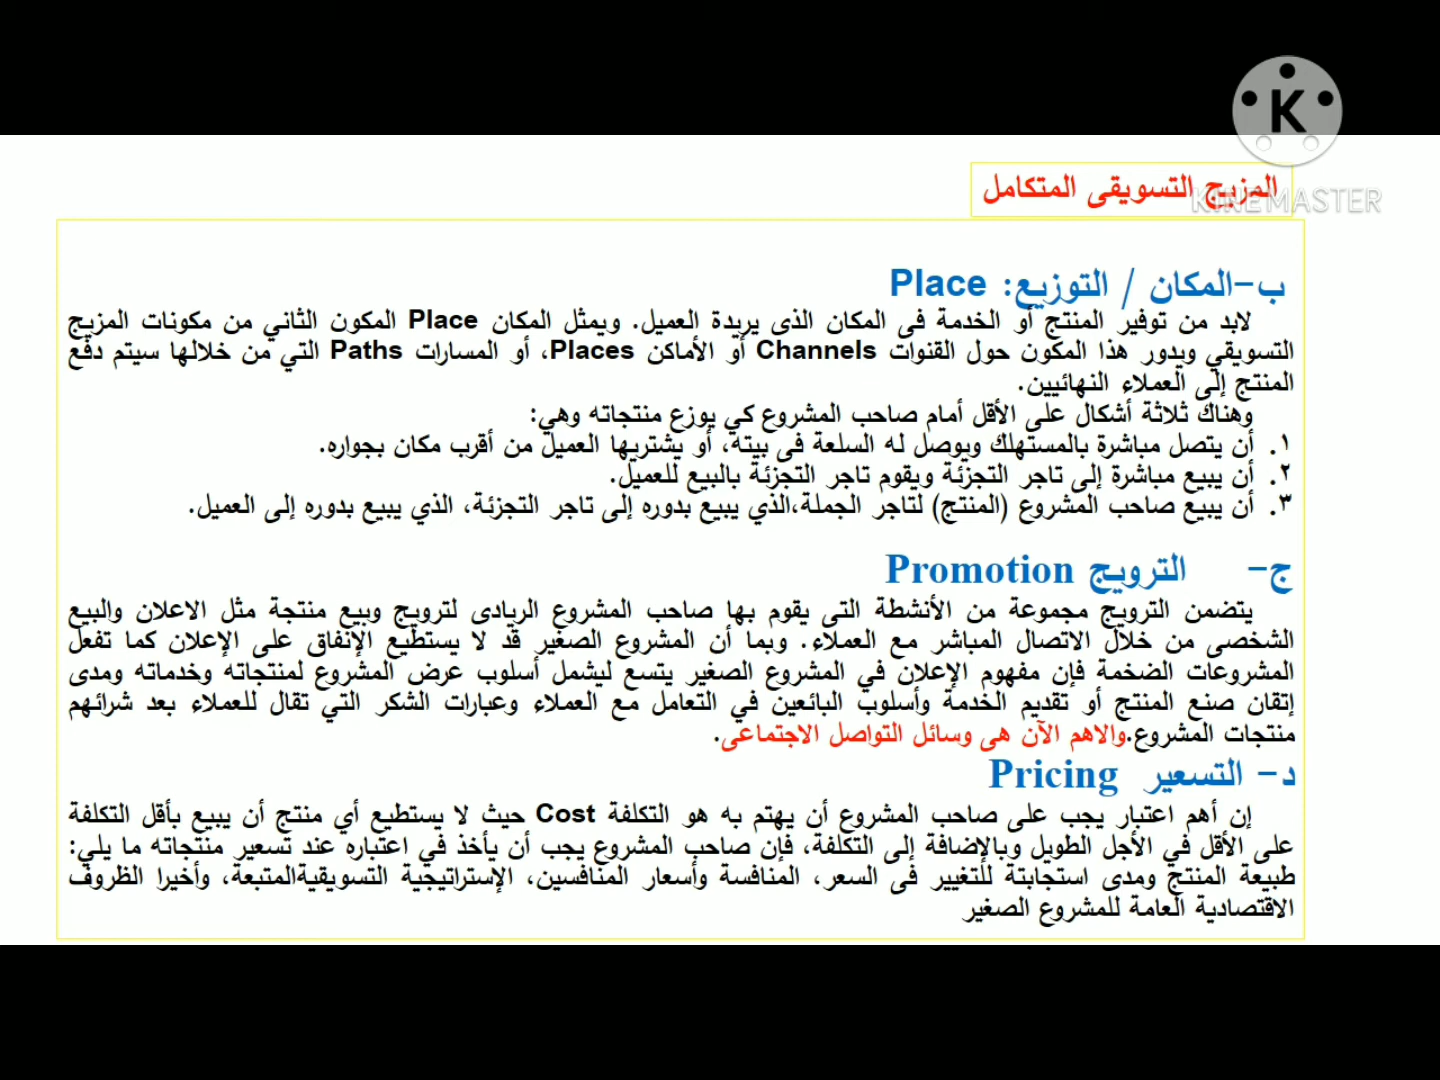 K
KINEMASTER
المزيج التسويقى المتكامل
ب-المكان / التوزيع: Place
لابد من توفير المنتج أو الخدمة فى المكان الذى يريدة العميل. ويمثل المكان Place المكون الثاني من مكونات المزيج
التسويقي ويدور هذا المكون حول القنوات Channels أو الأماكن Places، أو المسارات Paths التي من خلالها سيتم دفع
المنتج إلى العملاء النهائيين.
وهناك ثلاثة أشكال على الأقل أمام صاحب المشروع كي يوزع منتجاته وهي:
١. أن يتصل مباشرة بالمستهلك ويوصل له السلعة فى بيته، أو يشتريها العميل من أقرب مكان بجواره.
٢. أن يبيع مباشرة إلى تاجر التجزئة ويقوم تاجر التجزئة بالبيع للعميل.
٣. أن يبيع صاحب المشروع (المنتج) لتاجر الجملة،الذي يبيع بدوره إلى تاجر التجزئة، الذي يبيع بدوره إلى العميل.
ج- الترويج Promotion
يتضمن الترويج مجموعة من الأنشطة التى يقوم بها صاحب المشروع الريادى لترويج وبيع منتجة مثل الاعلان والبيع
الشخصى من خلال الاتصال المباشر مع العملاء. وبما أن المشروع الصغير قد لا يستطيع الإنفاق على الإعلان كما تفعل
المشروعات الضخمة فإن مفهوم الإعلان في المشروع الصغير يتسع ليشمل أسلوب عرض المشروع لمنتجاته وخدماته ومدى
إتقان صنع المنتج أو تقديم الخدمة وأسلوب البائعين في التعامل مع العملاء وعبارات الشكر التي تقال للعملاء بعد شرائهم
منتجات المشروع.والاهم الآن هى وسائل التواصل الاجتماعى.
د- التسعير Pricing
إن أهم اعتبار يجب على صاحب المشروع أن يهتم به هو التكلفة Cost حيث لا يستطيع أي منتج أن يبيع بأقل التكلفة
على الأقل في الأجل الطويل وبالإضافة إلى التكلفة، فإن صاحب المشروع يجب أن يأخذ في اعتباره عند تسعير منتجاته ما يلي:
طبيعة المنتج ومدى استجابتة للتغيير فى السعر، المنافسة وأسعار المنافسين، الإستراتيجية التسويقيةالمتبعة، وأخيرا الظروف
الاقتصادية العامة للمشروع الصغير